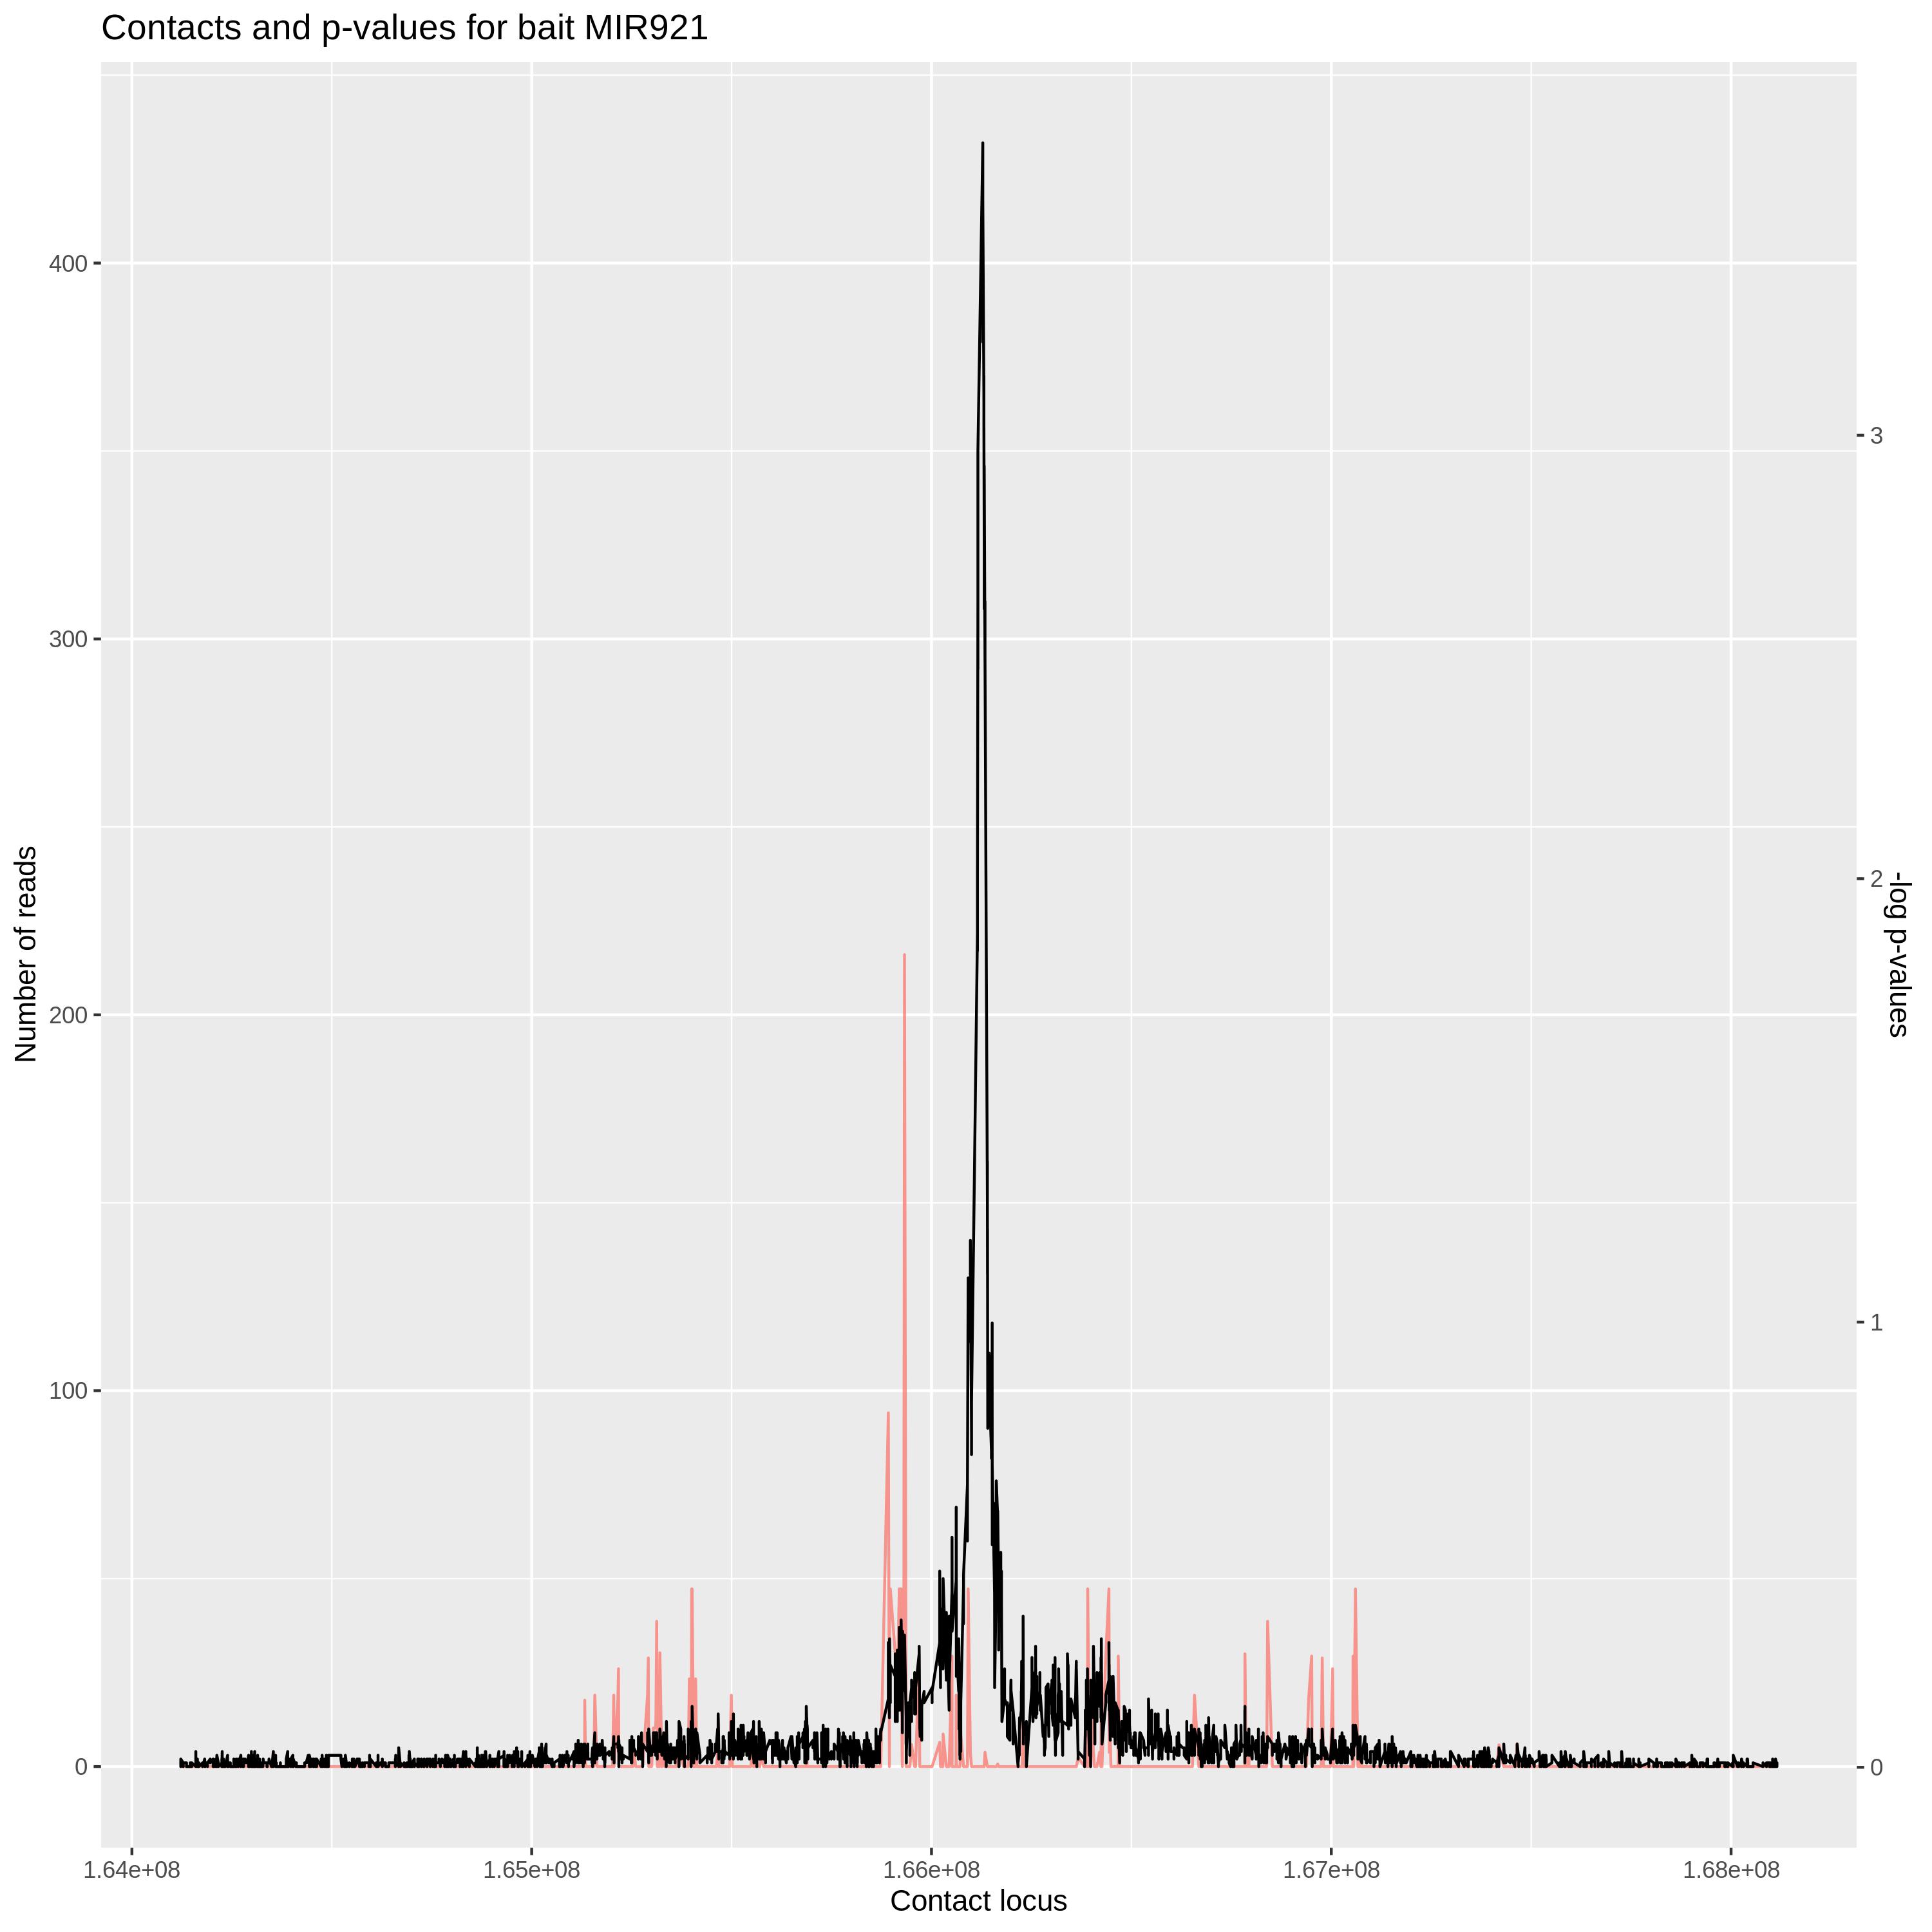 Contacts and p-values for bait MIR921
Number of reads
400
300
200
100
0
3
2
1
0
-log p-values
1.64e+08
1.65e+08
1.66e+08
1.67e+08
1.68e+08
Contact locus